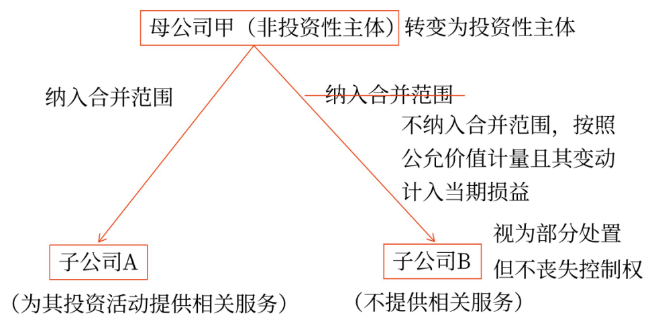 母公司甲（非投资性主体）转变为投资性主体
纳入合并范围
纳入合并范围
不纳入合并范围，按照
公允价值计量且其变动
计入当期损益
子公司A
子公司B
视为部分处置
但不丧失控制权
（为其投资活动提供相关服务）
（不提供相关服务）